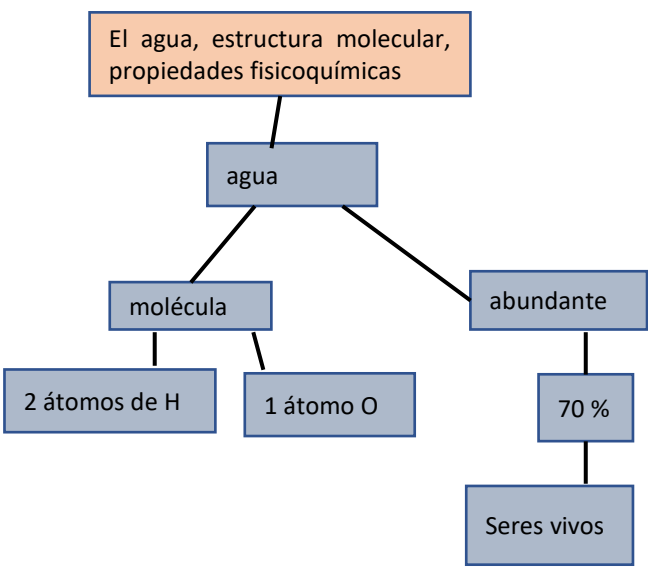 El agua, estructura molecular,
propiedades fisicoquímicas
agua
molécula
abundante
2 átomos de H
1 átomo O
70 %
Seres vivos